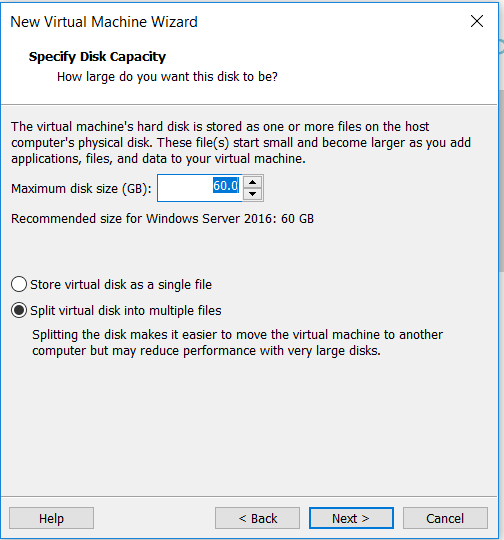 New Virtual Machine Wizard
Specify Disk Capacity
How large do you want this disk to be?
The virtual machine's hard disk is stored as one or more files on the host
computer's physical disk. These file(s) start small and become larger as you add
applications, files, and data to your virtual machine.
Maximum disk size (GB): 60.0
Recommended size for Windows Server 2016: 60 GB
Store virtual disk as a single file
Split virtual disk into multiple files
Splitting the disk makes it easier to move the virtual machine to another
computer but may reduce performance with very large disks.
Help < Back Next > Cancel